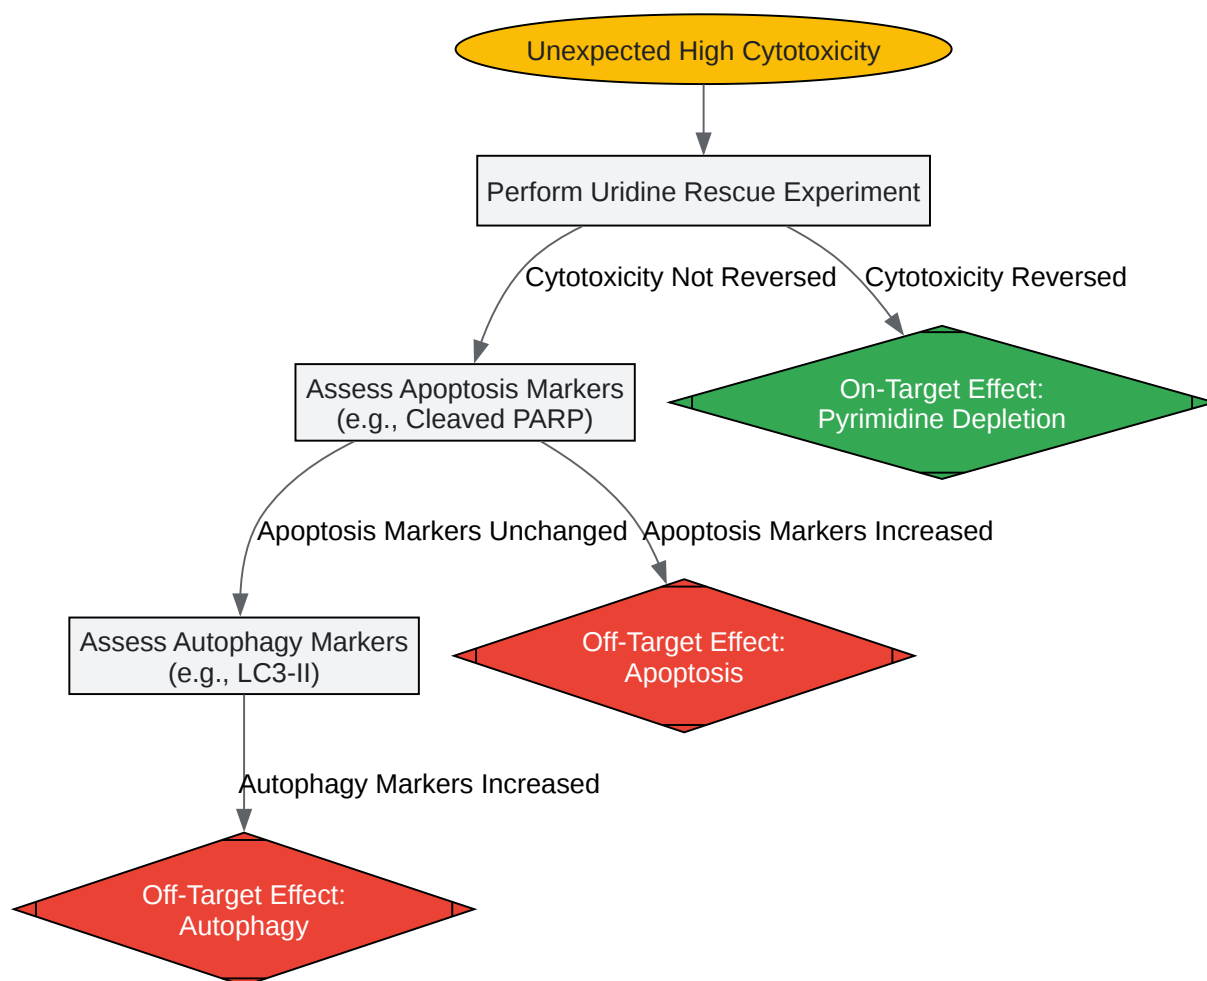 Unexpected High Cytotoxicity
Perform Uridine Rescue Experiment
Cytotoxicity Not Reversed
Cytotoxicity Reversed
Assess Apoptosis Markers
(e.g., Cleaved PARP)
On-Target Effect:
Pyrimidine Depletion
Apoptosis Markers Unchanged
Apoptosis Markers Increased
Assess Autophagy Markers
(e.g., LC3-II)
Off-Target Effect:
Apoptosis
Autophagy Markers Increased
Off-Target Effect:
Autophagy